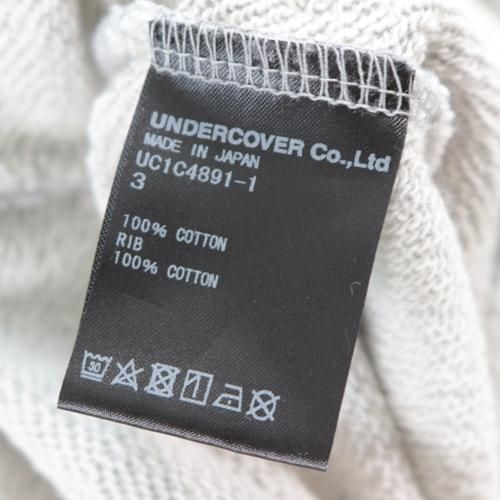 UNDERCOVER Co.,Ltd
MADE IN JAPAN
UC1C4891-1
3
100% COTTON
RIB
100% COTTON
30